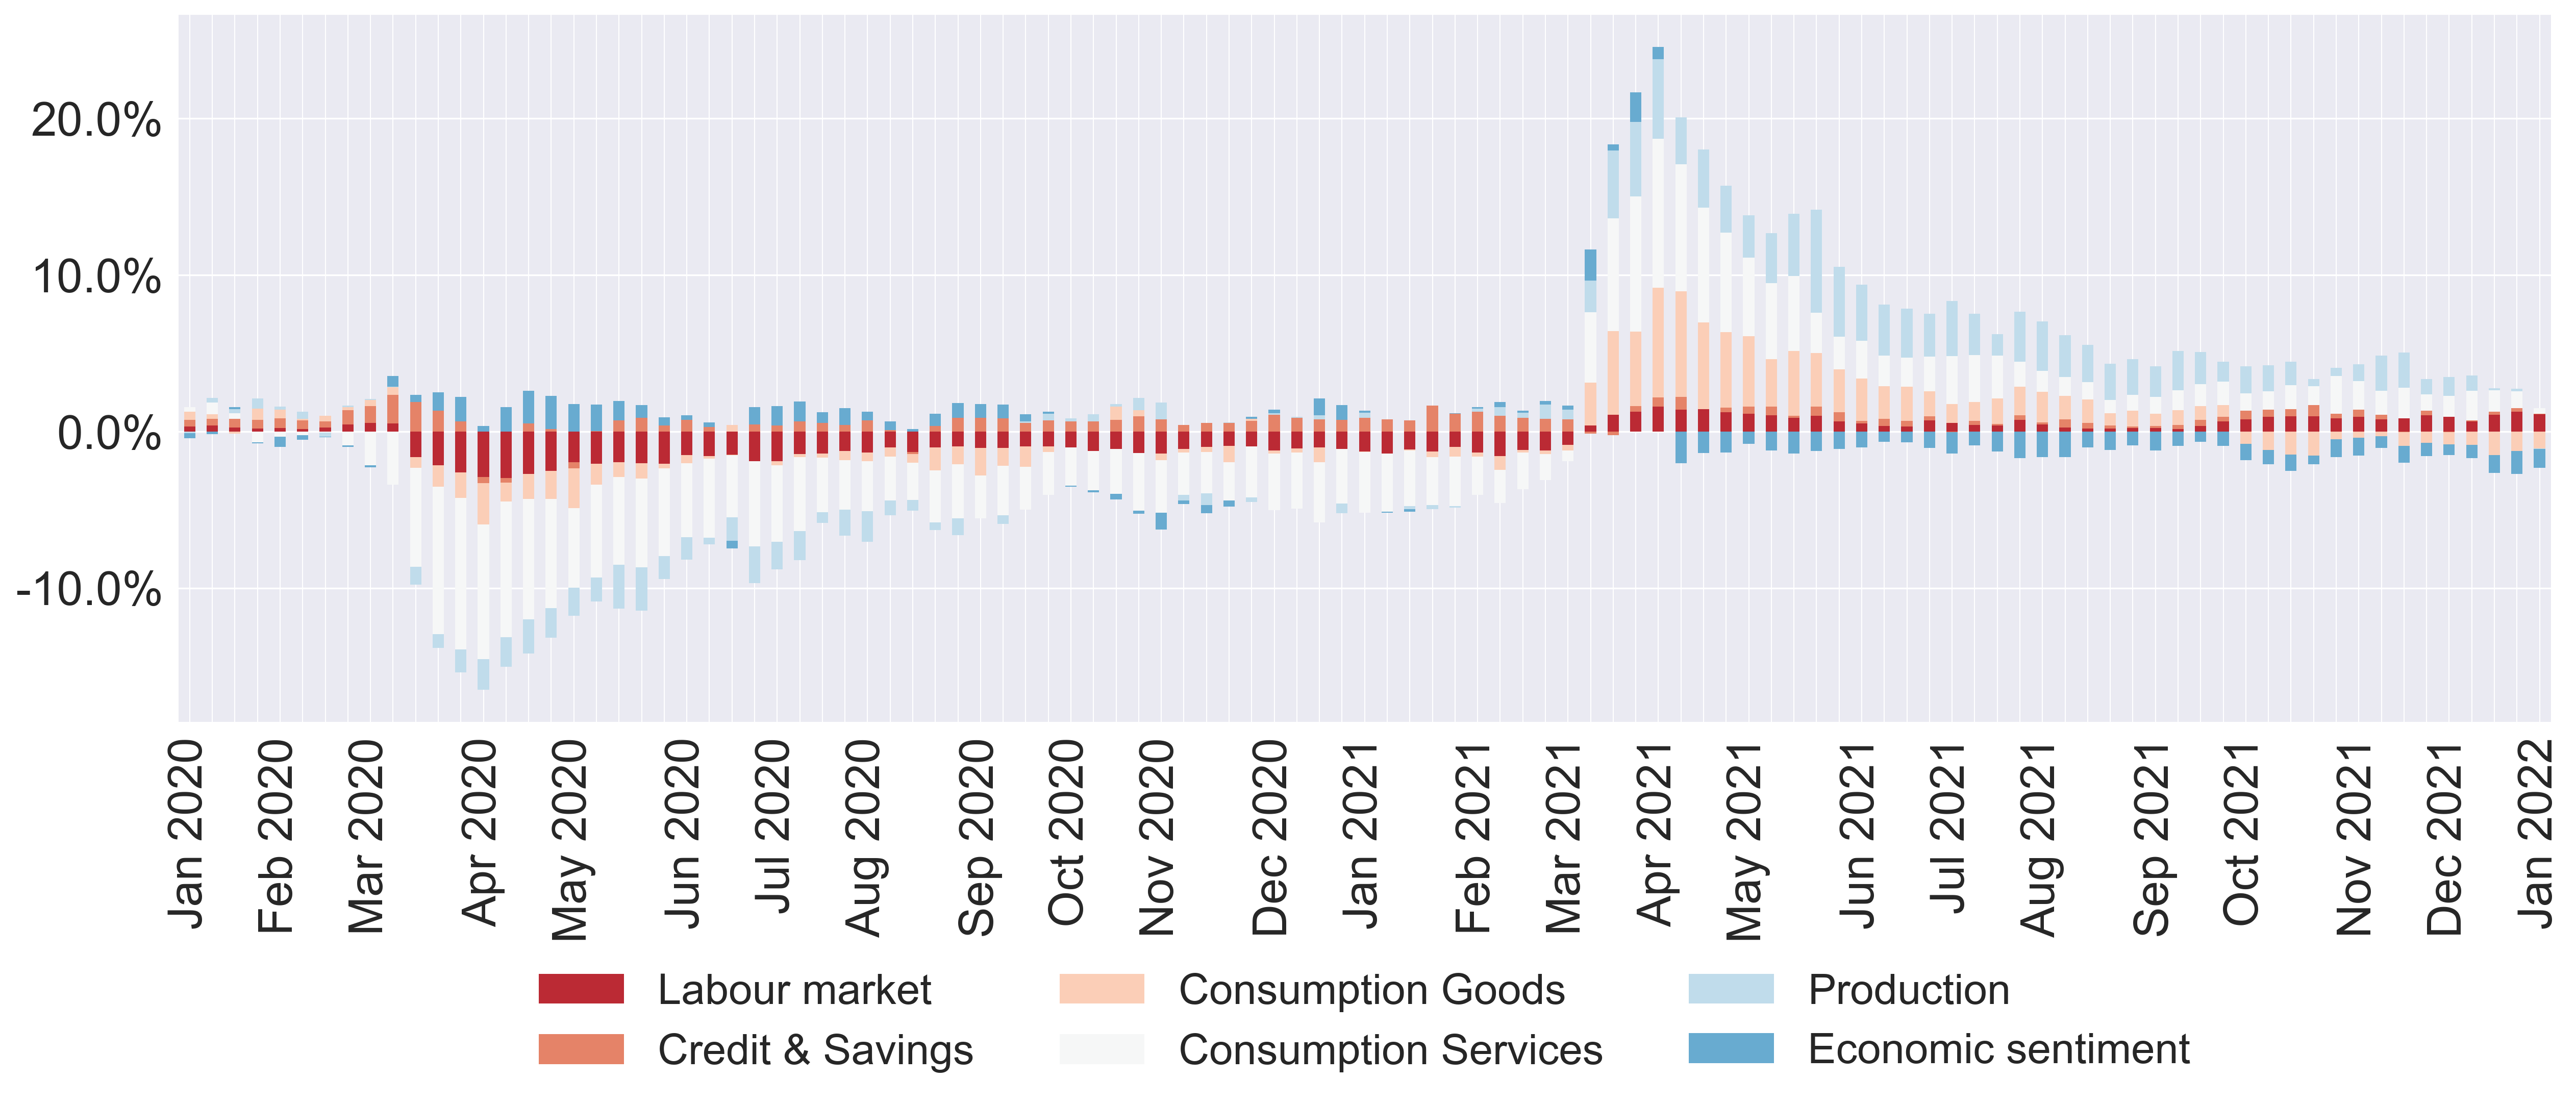 20.0%
10.0%
0.0%
-10.0%
Jan 2020
Feb 2020
Mar 2020
Apr 2020
May 2020
Jun 2020
Jul 2020
Aug 2020
Sep 2020
Oct 2020
Nov 2020
Dec 2020
Jan 2021
Feb 2021
Mar 2021
Apr 2021
May 2021
Jun 2021
Jul 2021
Aug 2021
Sep 2021
Oct 2021
Nov 2021
Dec 2021
Jan 2022
Labour market
Credit & Savings
Consumption Goods
Consumption Services
Production
Economic sentiment